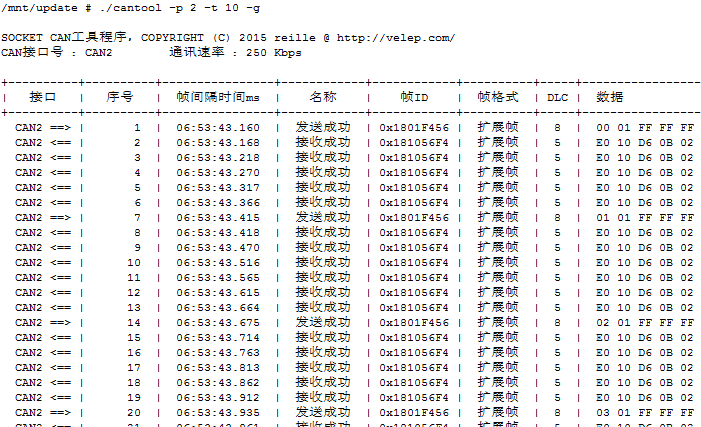 /mnt/update # ./cantool -p 2 -t 10 -g
SOCKET CAN工具程序, COPYRIGHT (C) 2015 reille @ http://velep.com/
CAN接口号 : CAN2 通讯速率 : 250 Kbps
+----------+----------+----------------+------------+-----------+----------+-----+------------------
| 接口 | 序号 | 帧间隔时间ms | 名称 | 帧ID | 帧格式 | DLC | 数据
+----------+----------+----------------+------------+-----------+----------+-----+------------------
CAN2 ==> | 1 | 06:53:43.160 | 发送成功 | 0x1801F456 | 扩展帧 | 8 | 00 01 FF FF FF
CAN2 <== | 2 | 06:53:43.168 | 接收成功 | 0x181056F4 | 扩展帧 | 5 | E0 10 D6 0B 02
CAN2 <== | 3 | 06:53:43.218 | 接收成功 | 0x181056F4 | 扩展帧 | 5 | E0 10 D6 0B 02
CAN2 <== | 4 | 06:53:43.270 | 接收成功 | 0x181056F4 | 扩展帧 | 5 | E0 10 D6 0B 02
CAN2 <== | 5 | 06:53:43.317 | 接收成功 | 0x181056F4 | 扩展帧 | 5 | E0 10 D6 0B 02
CAN2 <== | 6 | 06:53:43.366 | 接收成功 | 0x181056F4 | 扩展帧 | 5 | E0 10 D6 0B 02
CAN2 ==> | 7 | 06:53:43.415 | 发送成功 | 0x1801F456 | 扩展帧 | 8 | 01 01 FF FF FF
CAN2 <== | 8 | 06:53:43.418 | 接收成功 | 0x181056F4 | 扩展帧 | 5 | E0 10 D6 0B 02
CAN2 <== | 9 | 06:53:43.470 | 接收成功 | 0x181056F4 | 扩展帧 | 5 | E0 10 D6 0B 02
CAN2 <== | 10 | 06:53:43.516 | 接收成功 | 0x181056F4 | 扩展帧 | 5 | E0 10 D6 0B 02
CAN2 <== | 11 | 06:53:43.565 | 接收成功 | 0x181056F4 | 扩展帧 | 5 | E0 10 D6 0B 02
CAN2 <== | 12 | 06:53:43.615 | 接收成功 | 0x181056F4 | 扩展帧 | 5 | E0 10 D6 0B 02
CAN2 <== | 13 | 06:53:43.664 | 接收成功 | 0x181056F4 | 扩展帧 | 5 | E0 10 D6 0B 02
CAN2 ==> | 14 | 06:53:43.675 | 发送成功 | 0x1801F456 | 扩展帧 | 8 | 02 01 FF FF FF
CAN2 <== | 15 | 06:53:43.714 | 接收成功 | 0x181056F4 | 扩展帧 | 5 | E0 10 D6 0B 02
CAN2 <== | 16 | 06:53:43.763 | 接收成功 | 0x181056F4 | 扩展帧 | 5 | E0 10 D6 0B 02
CAN2 <== | 17 | 06:53:43.813 | 接收成功 | 0x181056F4 | 扩展帧 | 5 | E0 10 D6 0B 02
CAN2 <== | 18 | 06:53:43.862 | 接收成功 | 0x181056F4 | 扩展帧 | 5 | E0 10 D6 0B 02
CAN2 <== | 19 | 06:53:43.912 | 接收成功 | 0x181056F4 | 扩展帧 | 5 | E0 10 D6 0B 02
CAN2 ==> | 20 | 06:53:43.935 | 发送成功 | 0x1801F456 | 扩展帧 | 8 | 03 01 FF FF FF
CAN2 <== | 21 | 06:53:43.961 | 接收成功 | 0x181056F4 | 扩展帧 | 5 | E0 10 D6 0B 02